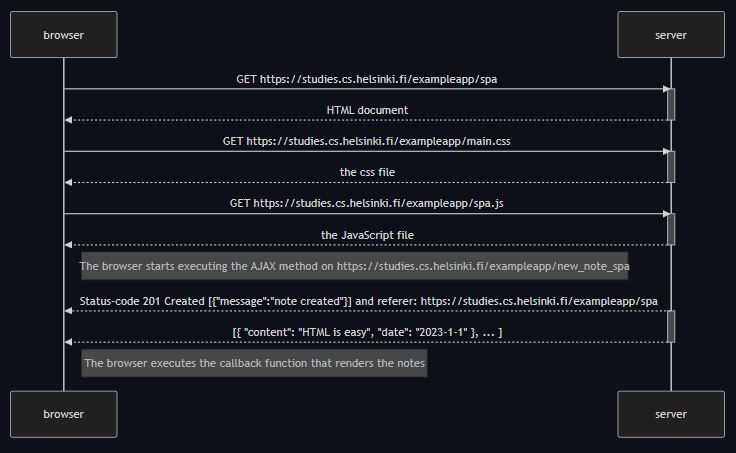 browser server
GET https://studies.cs.helsinki.fi/exampleapp/spa
HTML document
GET https://studies.cs.helsinki.fi/exampleapp/main.css
the css file
GET https://studies.cs.helsinki.fi/exampleapp/spa.js
the JavaScript file
The browser starts executing the AJAX method on https://studies.cs.helsinki.fi/exampleapp/new_note_spa
Status-code 201 Created [{"message":"note created"}] and referer: https://studies.cs.helsinki.fi/exampleapp/spa
[{ "content": "HTML is easy", "date": "2023-1-1" }, ... ]
The browser executes the callback function that renders the notes
browser server